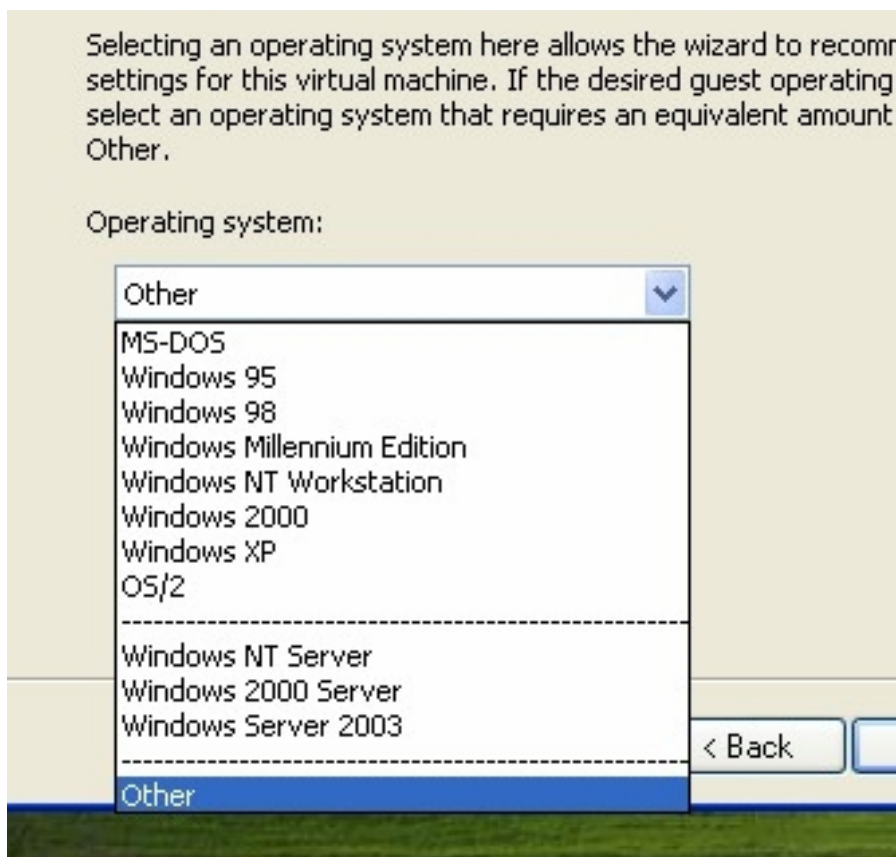 Selecting an operating system here allows the wizard to
settings for this virtual machine. If the desired guest operating
select an operating system that requires an equivalent amount
Other.
Operating system:
Other
MS-DOS
Windows 95
Windows 98
Windows Millennium Edition
Windows NT Workstation
Windows 2000
Windows XP
OS/2
Windows NT Server
Windows 2000 Server
Windows Server 2003
< Back
Other